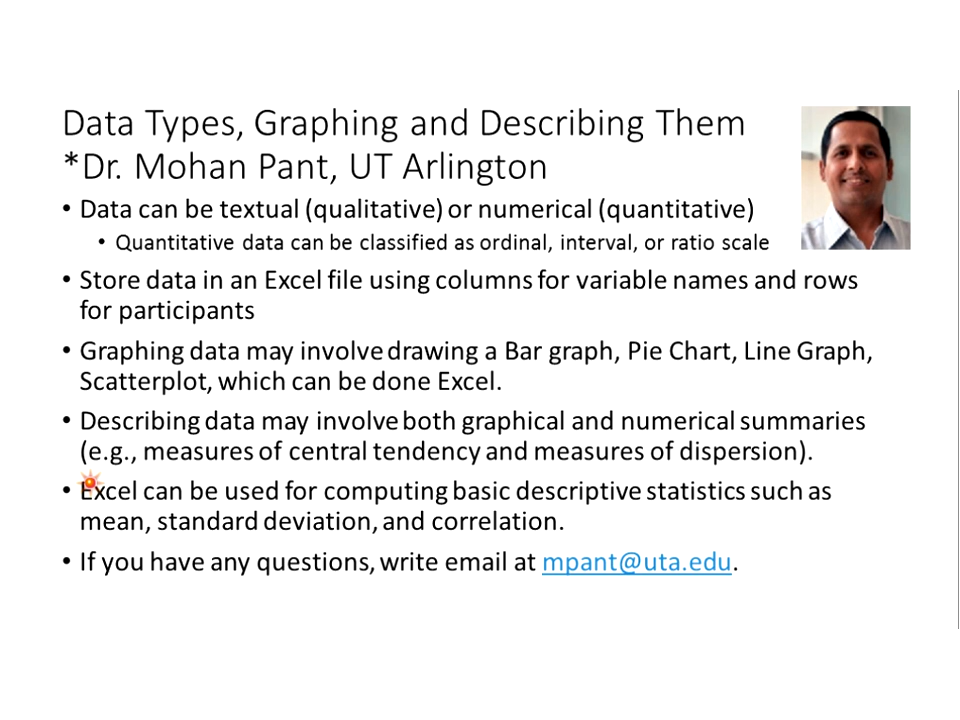 Data Types, Graphing and Describing Them
*Dr. Mohan Pant, UT Arlington
• Data can be textual (qualitative) or numerical (quantitative)
• Quantitative data can be classified as ordinal, interval, or ratio scale
• Store data in an Excel file using columns for variable names and rows
for participants
• Graphing data may involve drawing a Bar graph, Pie Chart, Line Graph,
Scatterplot, which can be done Excel.
• Describing data may involve both graphical and numerical summaries
(e.g., measures of central tendency and measures of dispersion).
• Excel can be used for computing basic descriptive statistics such as
mean, standard deviation, and correlation.
• If you have any questions, write email at mpant@uta.edu.